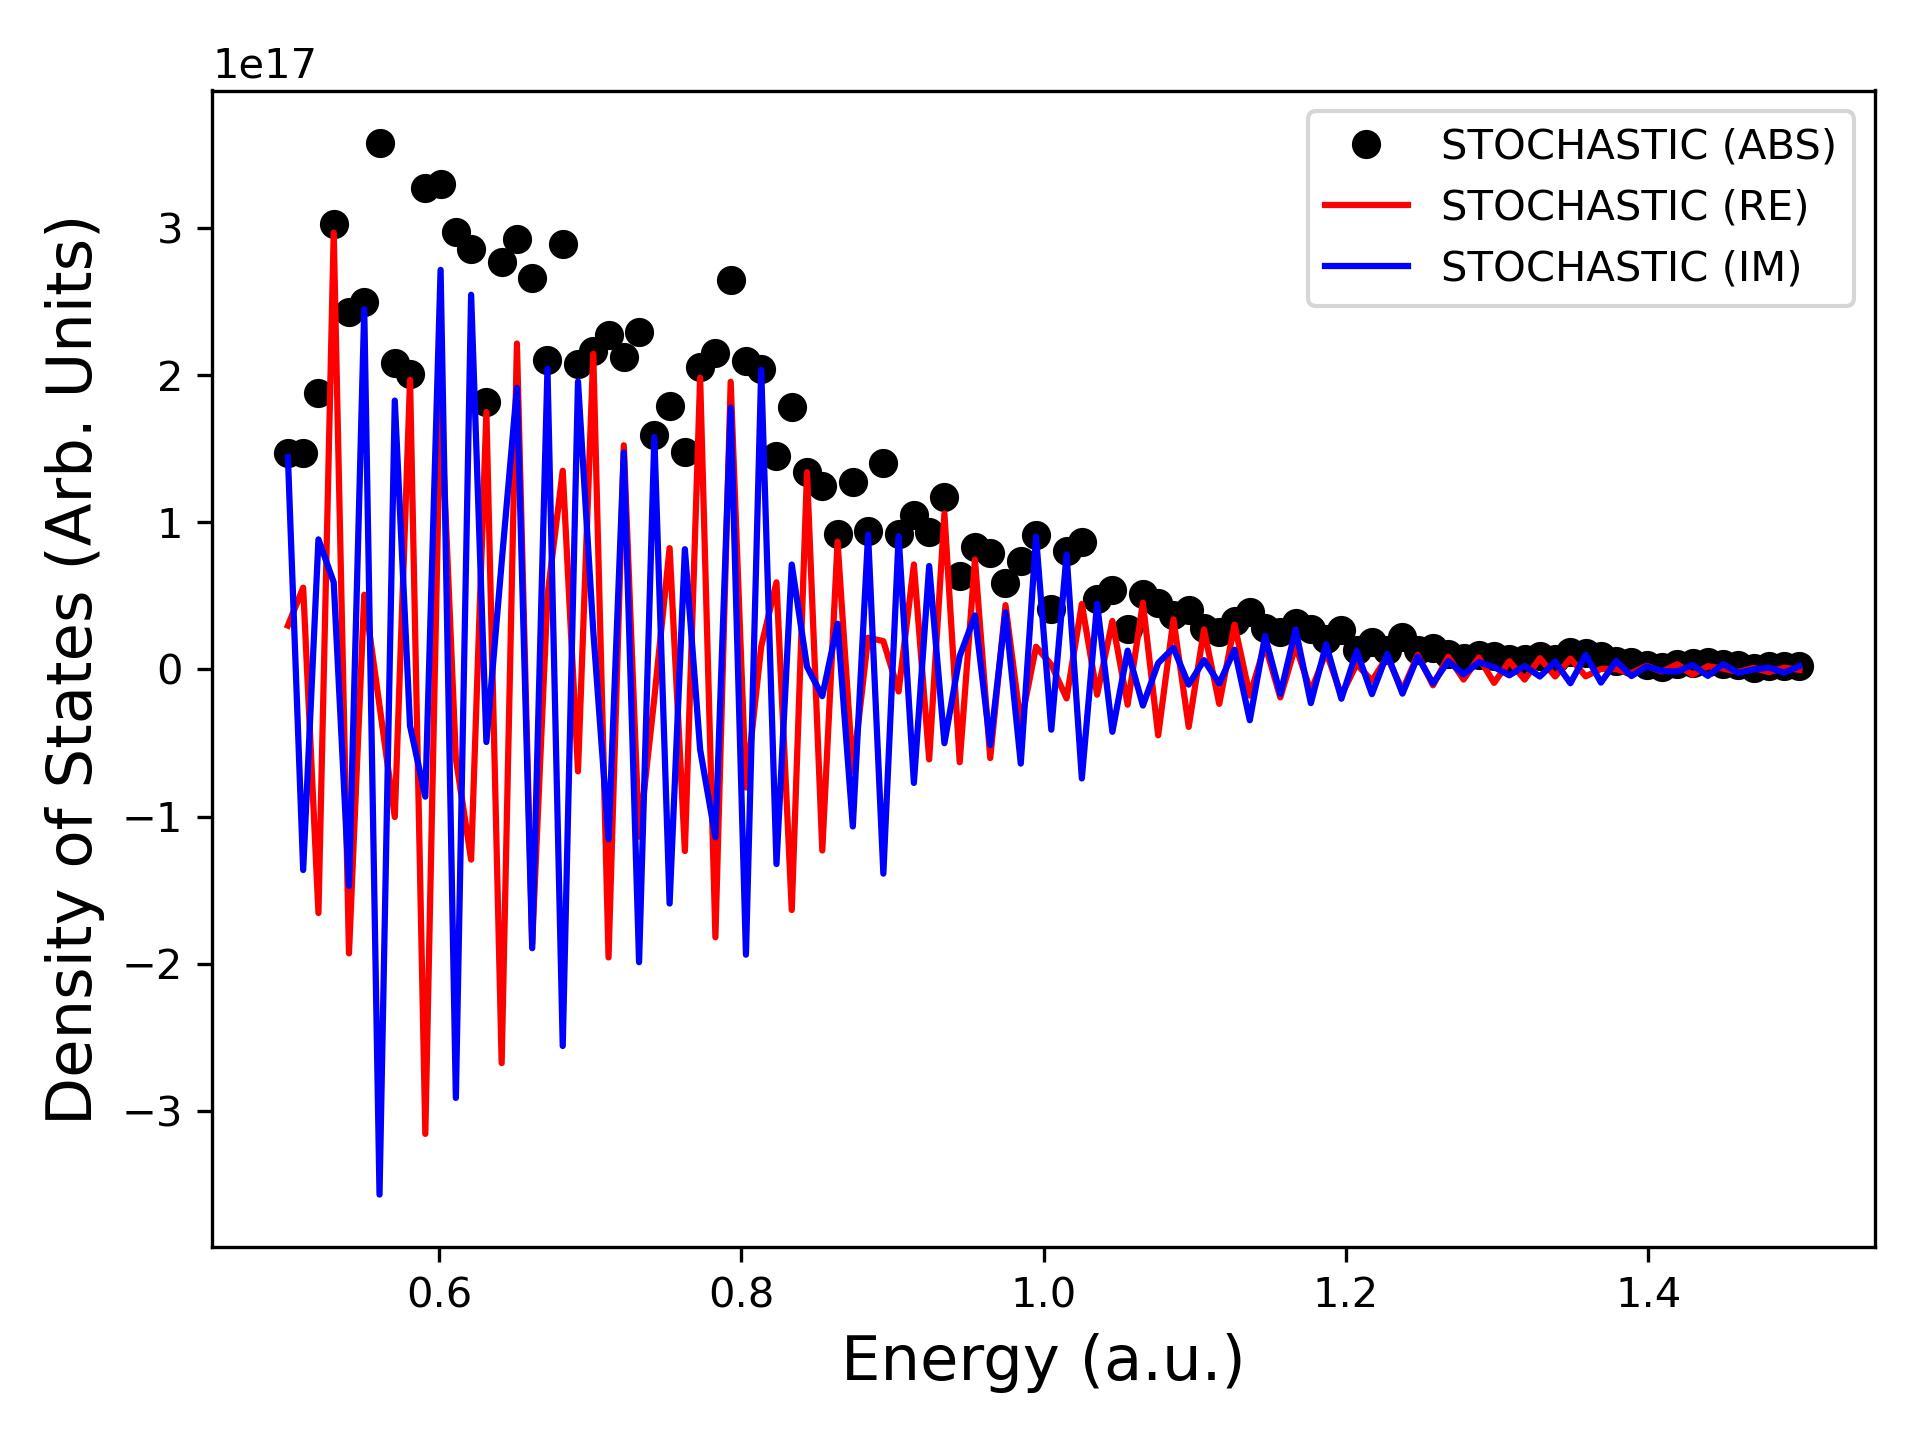 1e17
Density of States (Arb. Units)
3
2
1
0
−1
−2
−3
STOCHASTIC (ABS)
STOCHASTIC (RE)
STOCHASTIC (IM)
0.6
0.8
1.0
1.2
1.4
Energy (a.u.)